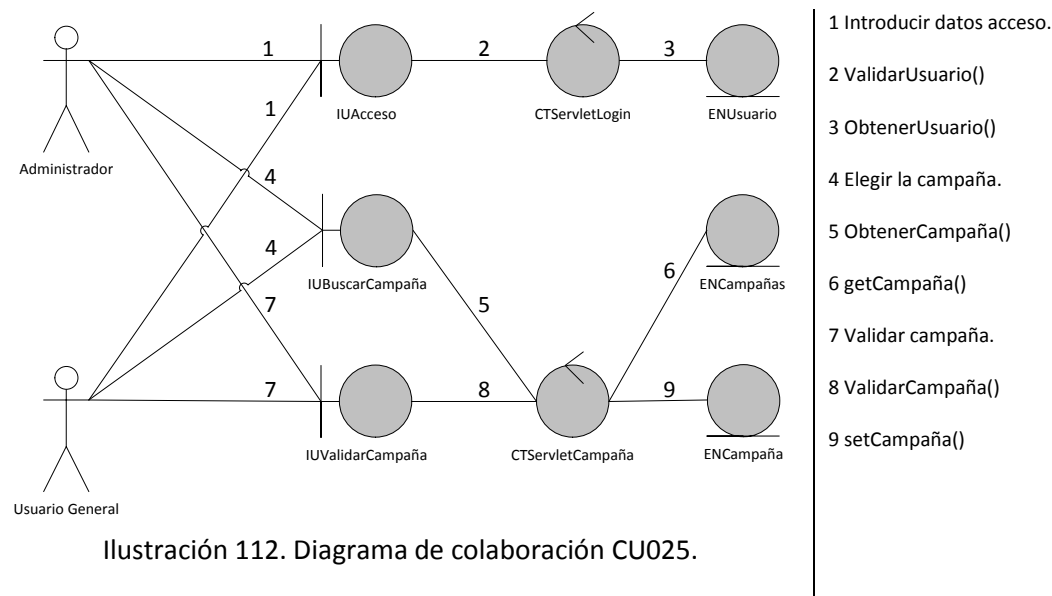 1
2
3
IUAcceso
CTServletLogin
ENUsuario
1
Administrador
4
4
IUBuscarCampaña
5
6
ENCampañas
7
7
8
9
IUValidarCampaña
CTServletCampaña
ENCampaña
Usuario General
Ilustración 112. Diagrama de colaboración CU025.
1 Introducir datos acceso.
2 ValidarUsuario()
3 ObtenerUsuario()
4 Elegir la campaña.
5 ObtenerCampaña()
6 getCampaña()
7 Validar campaña.
8 ValidarCampaña()
9 setCampaña()